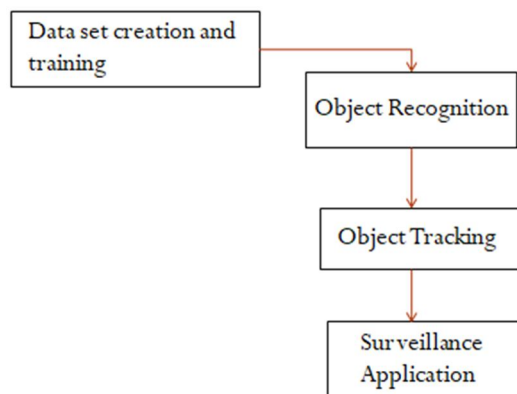 Data set creation and
training
Object Recognition
Object Tracking
Surveillance
Application